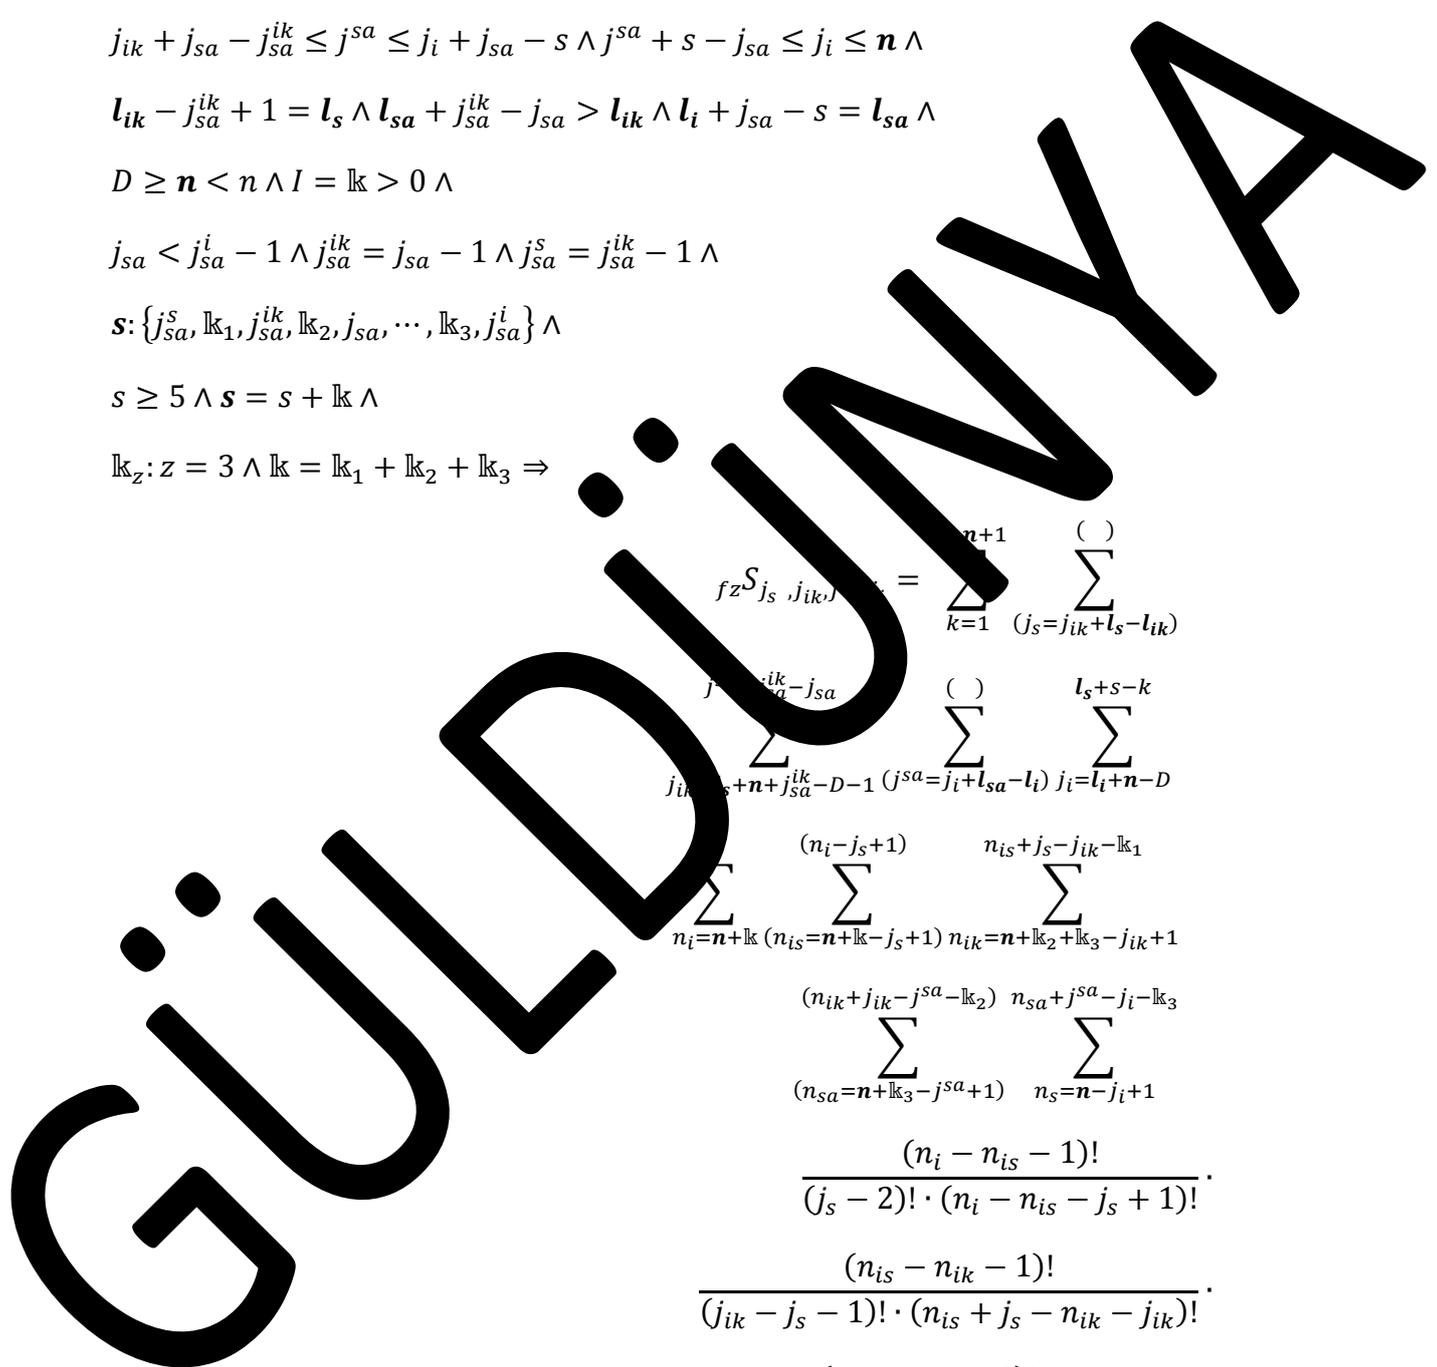 j_{ik} + j_{sa} − j_{sa}^{ik} ≤ j^{sa} ≤ j_i + j_{sa} − s ∧ j^{sa} + s − j_{sa} ≤ j_i ≤ 𝒏 ∧
𝒍_{𝒊𝒌} − j_{sa}^{ik} + 1 = 𝒍_𝒔 ∧ 𝒍_{𝒔𝒂} + j_{sa}^{ik} − j_{sa} > 𝒍_{𝒊𝒌} ∧ 𝒍_𝒊 + j_{sa} − s = 𝒍_{𝒔𝒂} ∧
D ≥ 𝒏 < n ∧ I = 𝕜 > 0 ∧
j_{sa} < j_{sa}^{i} − 1 ∧ j_{sa}^{ik} = j_{sa} − 1 ∧ j_{sa}^{s} = j_{sa}^{ik} − 1 ∧
𝒔: {j_{sa}^{s}, 𝕜_1, j_{sa}^{ik}, 𝕜_2, j_{sa}, ⋯ , 𝕜_3, j_{sa}^{i}} ∧
s ≥ 5 ∧ 𝒔 = s + 𝕜 ∧
𝕜_z: z = 3 ∧ 𝕜 = 𝕜_1 + 𝕜_2 + 𝕜_3 ⇒
GÜLDÜNYA
𝒏+1 ( )
_{fz}S_{j_s ,j_{ik},j} = ∑ ∑
k=1 (j_s=j_{ik}+𝒍_𝒔−𝒍_{𝒊𝒌})
^{ik}−j_{sa} ( ) 𝒍_𝒔+s−k
∑ ∑ ∑
+𝒏+j_{sa}^{ik}−D−1 (j^{sa}=j_i+𝒍_{𝒔𝒂}−𝒍_𝒊) j_i=𝒍_𝒊+𝒏−D
(n_i−j_s+1) n_{is}+j_s−j_{ik}−𝕜_1
∑ ∑ ∑
n_i=𝒏+𝕜 (n_{is}=𝒏+𝕜−j_s+1) n_{ik}=𝒏+𝕜_2+𝕜_3−j_{ik}+1
(n_{ik}+j_{ik}−j^{sa}−𝕜_2) n_{sa}+j^{sa}−j_i−𝕜_3
∑ ∑
(n_{sa}=𝒏+𝕜_3−j^{sa}+1) n_s=𝒏−j_i+1
(n_i − n_{is} − 1)!
(j_s − 2)! · (n_i − n_{is} − j_s + 1)! ·
(n_{is} − n_{ik} − 1)!
(j_{ik} − j_s − 1)! · (n_{is} + j_s − n_{ik} − j_{ik})! ·